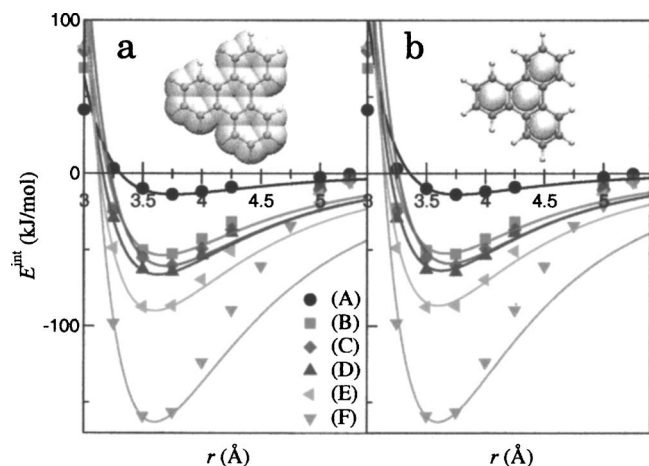 100
a
b
0
3
3.5
4
4.5
5
3
3.5
4
4.5
5
E^int (kJ/mol)
-100
(A)
(B)
(C)
(D)
(E)
(F)
r (Å)
r (Å)